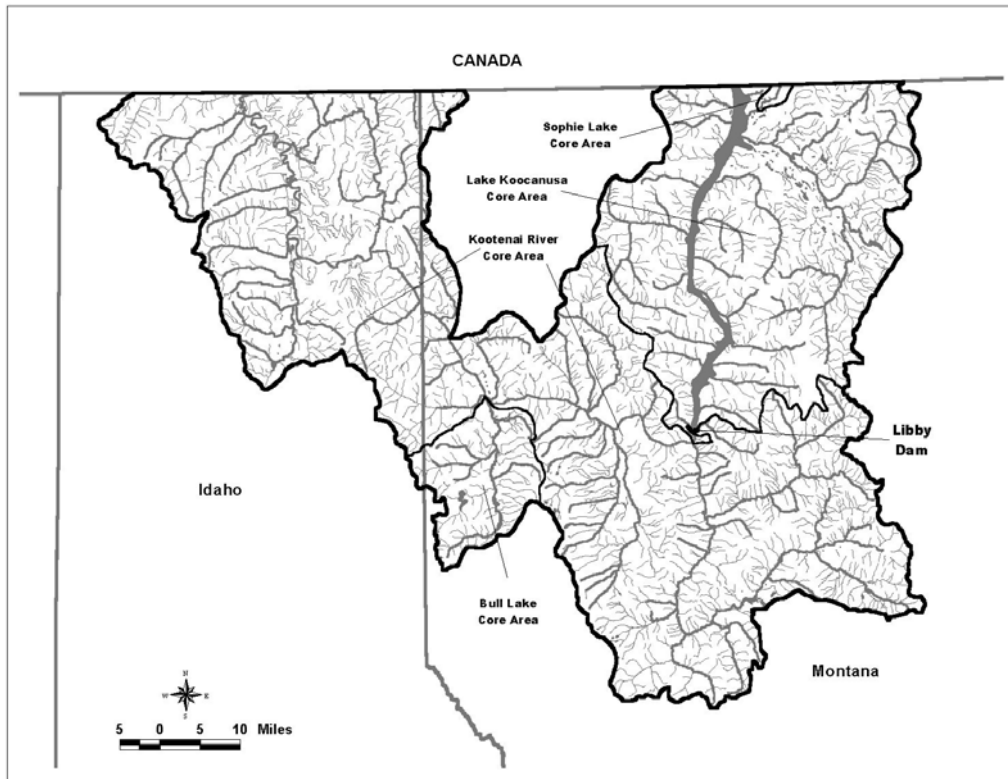 CANADA
Sophie Lake
Core Area
Lake Koocanusa
Core Area
Kootenai River
Core Area
Libby
Dam
Idaho
Bull Lake
Core Area
Montana
N
W E
S
5 0 5 10 Miles